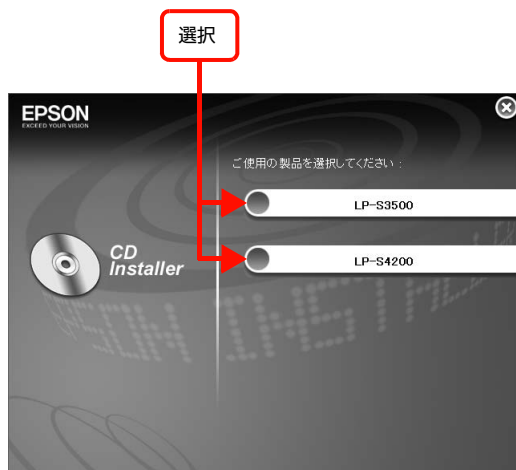 選択
EPSON
EXCEED YOUR VISION
ご使用の製品を選択してください :
LP-S3500
CD
Installer
LP-S4200